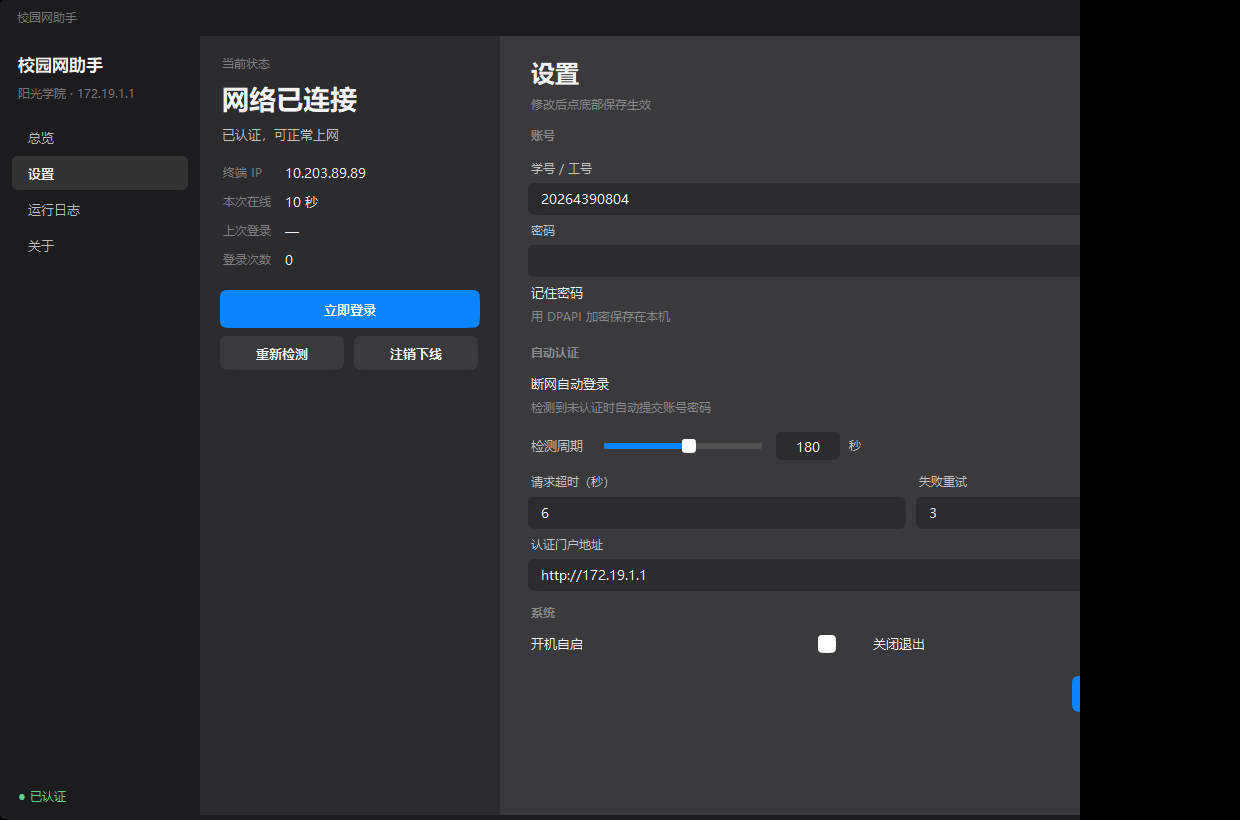 校园网助手
校园网助手
阳光学院 · 172.19.1.1
总览
设置
运行日志
关于
● 已认证
当前状态
网络已连接
已认证，可正常上网
终端 IP 10.203.89.89
本次在线 10 秒
上次登录 —
登录次数 0
立即登录
重新检测 注销下线
设置
修改后点底部保存生效
账号
学号 / 工号
20264390804
密码
记住密码
用 DPAPI 加密保存在本机
自动认证
断网自动登录
检测到未认证时自动提交账号密码
检测周期 180 秒
请求超时（秒） 失败重试
6 3
认证门户地址
http://172.19.1.1
系统
开机自启 关闭退出